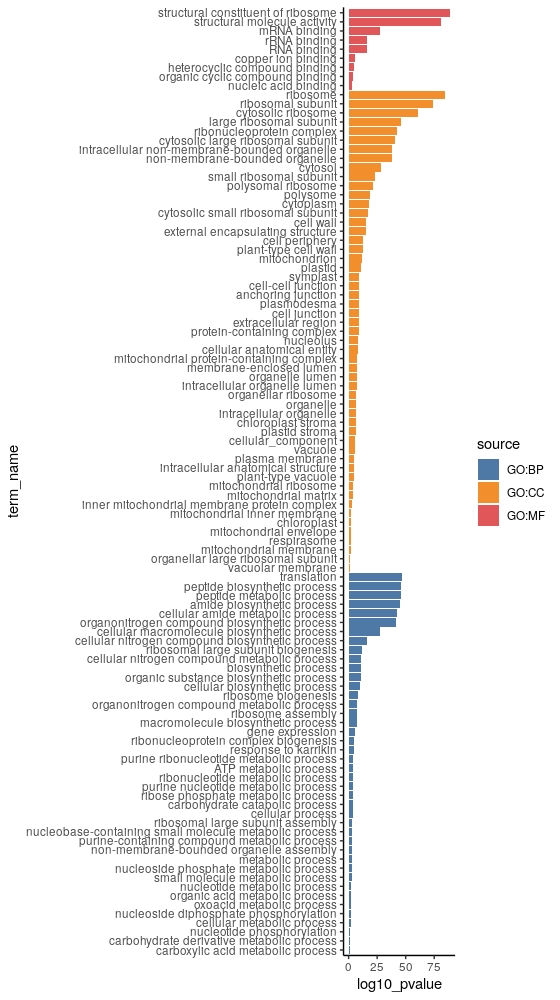 structural constituent of ribosome
structural molecule activity
mRNA binding
rRNA binding
RNA binding
copper ion binding
heterocyclic compound binding
organic cyclic compound binding
nucleic acid binding
ribosome
ribosomal subunit
cytosolic ribosome
large ribosomal subunit
ribonucleoprotein complex
cytosolic large ribosomal subunit
intracellular non-membrane-bounded organelle
non-membrane-bounded organelle
cytosol
small ribosomal subunit
polysomal ribosome
polysome
cytoplasm
cytosolic small ribosomal subunit
cell wall
external encapsulating structure
cell periphery
plant-type cell wall
mitochondrion
plastid
symplast
cell-cell junction
anchoring junction
plasmodesma
cell junction
extracellular region
protein-containing complex
nucleolus
cellular anatomical entity
mitochondrial protein-containing complex
membrane-enclosed lumen
organelle lumen
intracellular organelle lumen
organellar ribosome
organelle
intracellular organelle
chloroplast stroma
plastid stroma
cellular_component
vacuole
plasma membrane
intracellular anatomical structure
plant-type vacuole
mitochondrial ribosome
mitochondrial matrix
inner mitochondrial membrane protein complex
mitochondrial inner membrane
chloroplast
mitochondrial envelope
respirasome
mitochondrial membrane
organellar large ribosomal subunit
vacuolar membrane
translation
peptide biosynthetic process
peptide metabolic process
amide biosynthetic process
cellular amide metabolic process
organonitrogen compound biosynthetic process
cellular macromolecule biosynthetic process
cellular nitrogen compound biosynthetic process
ribosomal large subunit biogenesis
cellular nitrogen compound metabolic process
biosynthetic process
organic substance biosynthetic process
cellular biosynthetic process
ribosome biogenesis
organonitrogen compound metabolic process
ribosome assembly
macromolecule biosynthetic process
gene expression
ribonucleoprotein complex biogenesis
response to karrikin
purine ribonucleotide metabolic process
ATP metabolic process
ribonucleotide metabolic process
purine nucleotide metabolic process
ribose phosphate metabolic process
carbohydrate catabolic process
cellular process
ribosomal large subunit assembly
nucleobase-containing small molecule metabolic process
purine-containing compound metabolic process
non-membrane-bounded organelle assembly
metabolic process
nucleoside phosphate metabolic process
small molecule metabolic process
nucleotide metabolic process
organic acid metabolic process
oxoacid metabolic process
nucleoside diphosphate phosphorylation
cellular metabolic process
nucleotide phosphorylation
carbohydrate derivative metabolic process
carboxylic acid metabolic process
0 25 50 75
log10_pvalue
term_name
source
GO:BP
GO:CC
GO:MF